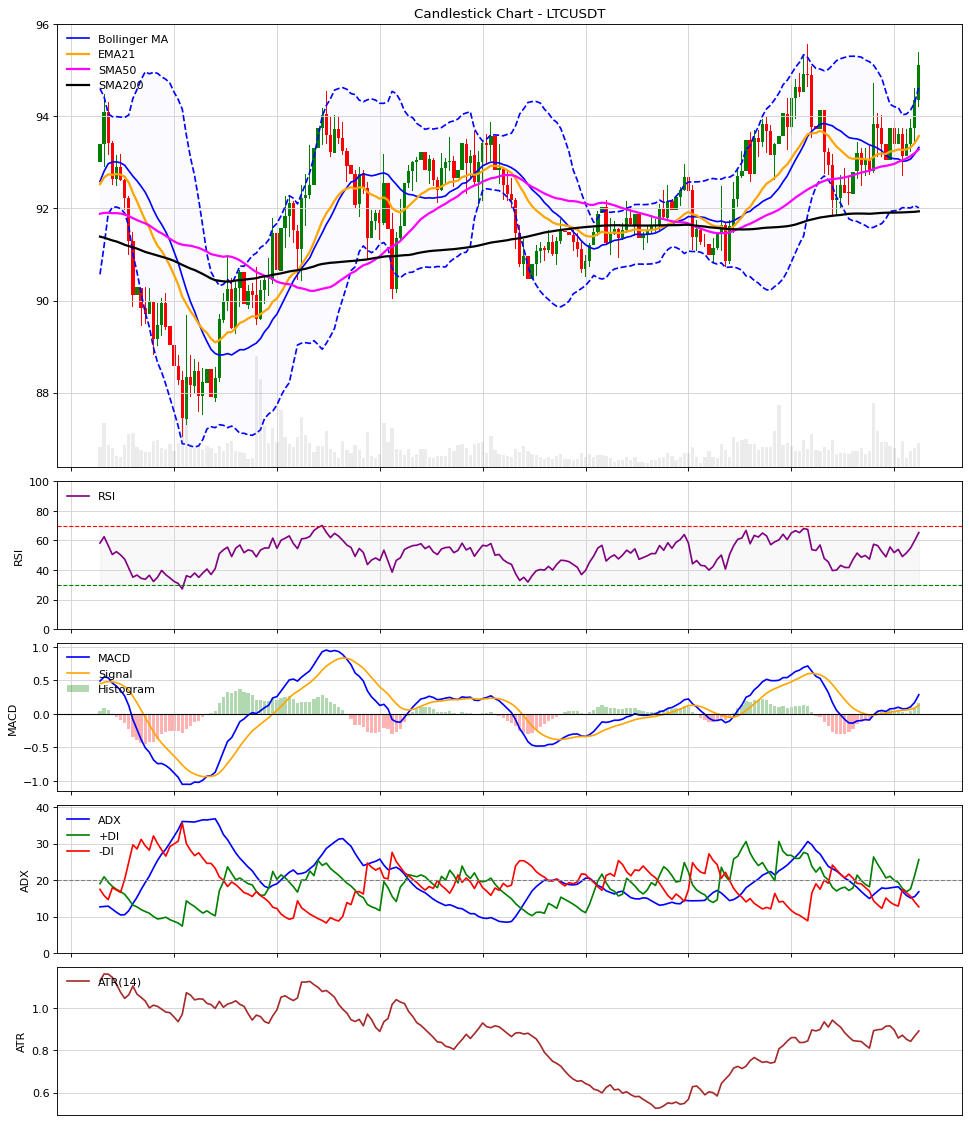 Candlestick Chart - LTCUSDT
96
94
92
90
88
Bollinger MA
EMA21
SMA50
SMA200
RSI
100
80
60
40
20
0
RSI
MACD
1.0
0.5
0.0
−0.5
−1.0
MACD
Signal
Histogram
ADX
40
30
20
10
0
ADX
+DI
-DI
ATR
1.0
0.8
0.6
ATR(14)